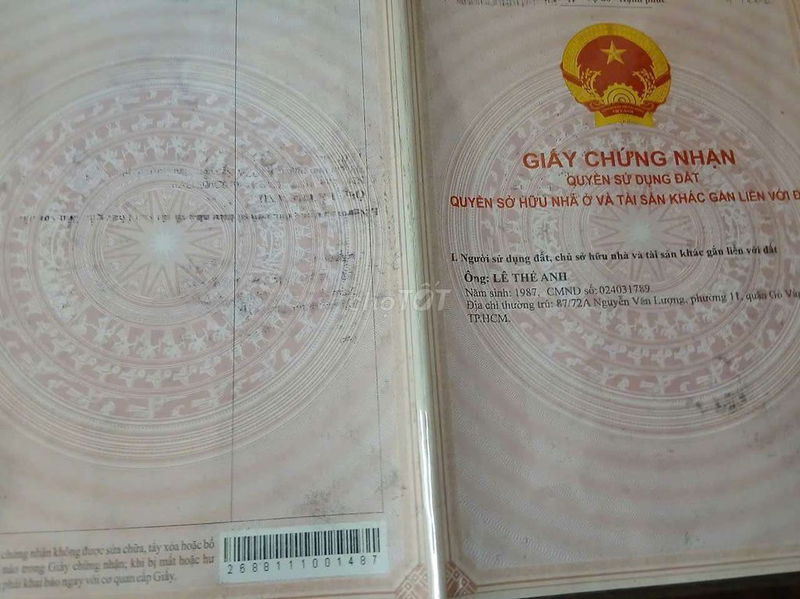 chứng nhận không được sửa chữa, tẩy xóa hoặc bổ
nào trong Giấy chứng nhận; khi bị mất hoặc hư
phải khai báo ngay với cơ quan cấp Giấy.
2688111001487
GIẤY CHỨNG NHẬN
QUYỀN SỬ DỤNG ĐẤT
QUYỀN SỞ HỮU NHÀ Ở VÀ TÀI SẢN KHÁC GẮN LIỀN VỚI Đ
I. Người sử dụng đất, chủ sở hữu nhà và tài sản khác gắn liền với đất
Ông: LÊ THẾ ANH
Năm sinh: 1987, CMND số: 024031789
Địa chỉ thường trú: 87/72A Nguyễn Văn Lượng, phường 11, quận Gò Vấp
TP.HCM.
choTỐT